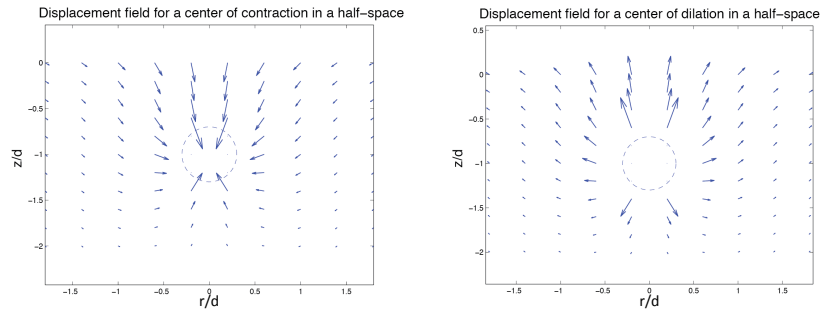 Displacement field for a center of contraction in a half-space
0
−0.5
−1
−1.5
−2
z/d
−1.5 −1 −0.5 0 0.5 1 1.5
r/d
Displacement field for a center of dilation in a half-space
0.5
0
−0.5
−1
−1.5
−2
z/d
−1.5 −1 −0.5 0 0.5 1 1.5
r/d